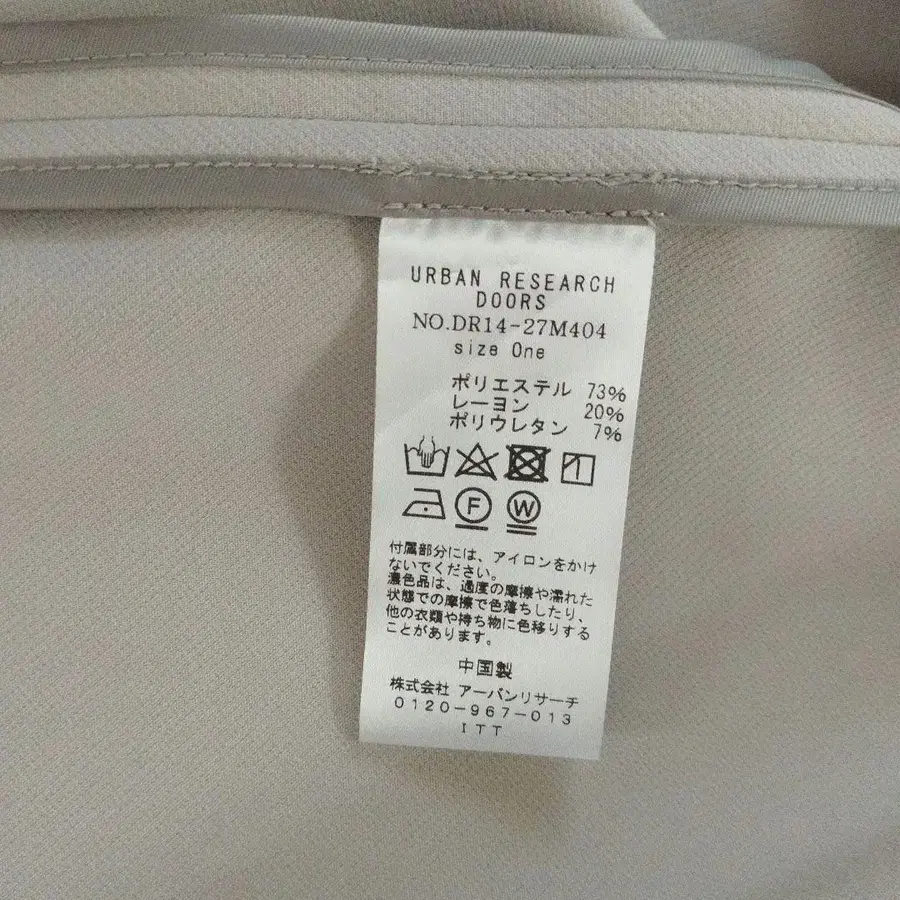 URBAN RESEARCH
DOORS
NO.DR14-27M404
size One
ポリエステル 73%
レーヨン 20%
ポリウレタン 7%
F W
付属部分には、アイロンをかけ
ないでください。
濃色品は、過度の摩擦や濡れた
状態での摩擦で色落ちしたり、
他の衣類や持ち物に色移りする
ことがあります。
中国製
株式会社 アーバンリサーチ
0120-967-013
ITT